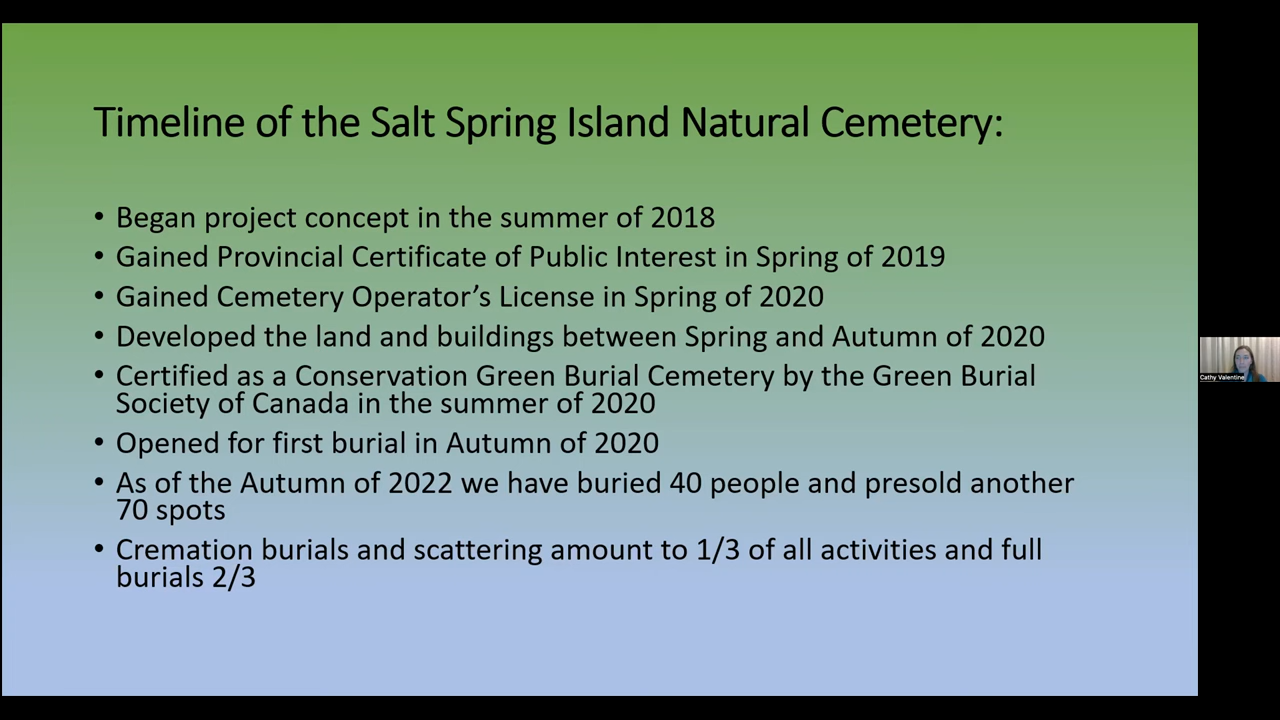 Timeline of the Salt Spring Island Natural Cemetery:
• Began project concept in the summer of 2018
• Gained Provincial Certificate of Public Interest in Spring of 2019
• Gained Cemetery Operator’s License in Spring of 2020
• Developed the land and buildings between Spring and Autumn of 2020
• Certified as a Conservation Green Burial Cemetery by the Green Burial
Society of Canada in the summer of 2020
• Opened for first burial in Autumn of 2020
• As of the Autumn of 2022 we have buried 40 people and presold another
70 spots
• Cremation burials and scattering amount to 1/3 of all activities and full
burials 2/3
Cathy Valentine